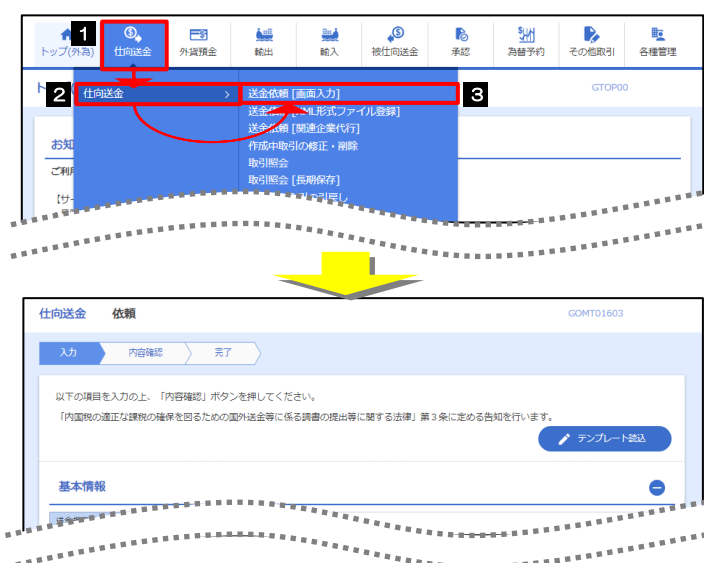 1
トップ(外為) 仕向送金 外貨預金 輸出 輸入 被仕向送金 承認 為替予約 その他取引 各種管理
ト
GTOP00
2
仕向送金 >
送金依頼 [画面入力]
3
送金依頼 [XML形式ファイル登録]
送金依頼 [関連企業代行]
作成中取引の修正・削除
取引照会
取引照会 [長期保存]
引戻し
お知
ご利用
【サー
仕向送金 依頼
GOMT01603
入力 内容確認 完了
以下の項目を入力の上、「内容確認」ボタンを押してください。
「内国税の適正な課税の確保を図るための国外送金等に係る調書の提出等に関する法律」第3条に定める告知を行います。
テンプレート読込
基本情報